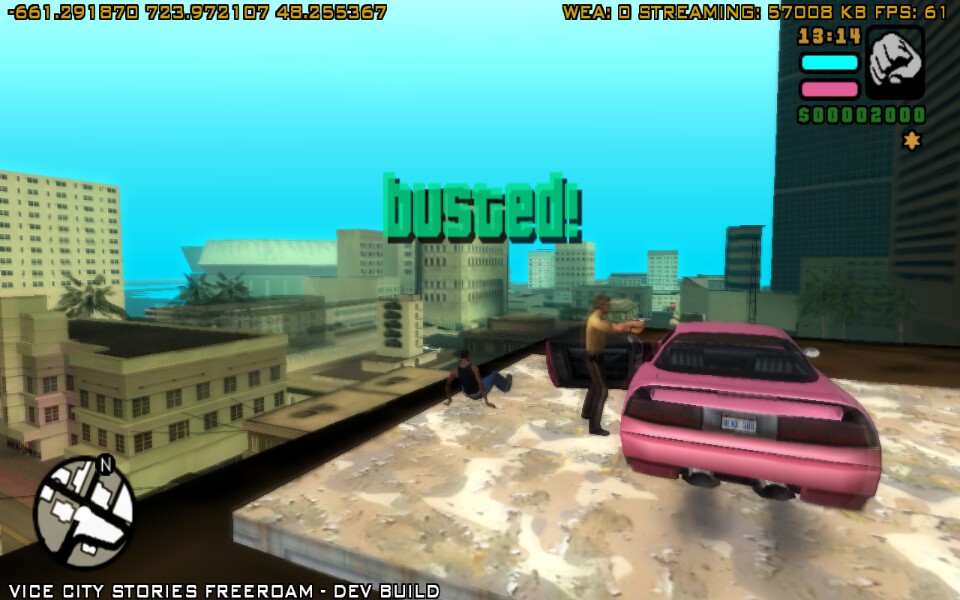 -661.291870 723.972107 48.255367
WEA: 0 STREAMING: 57008 KB FPS: 61
13:14
$00002000
busted!
N
VICE CITY STORIES FREEROAM - DEV BUILD